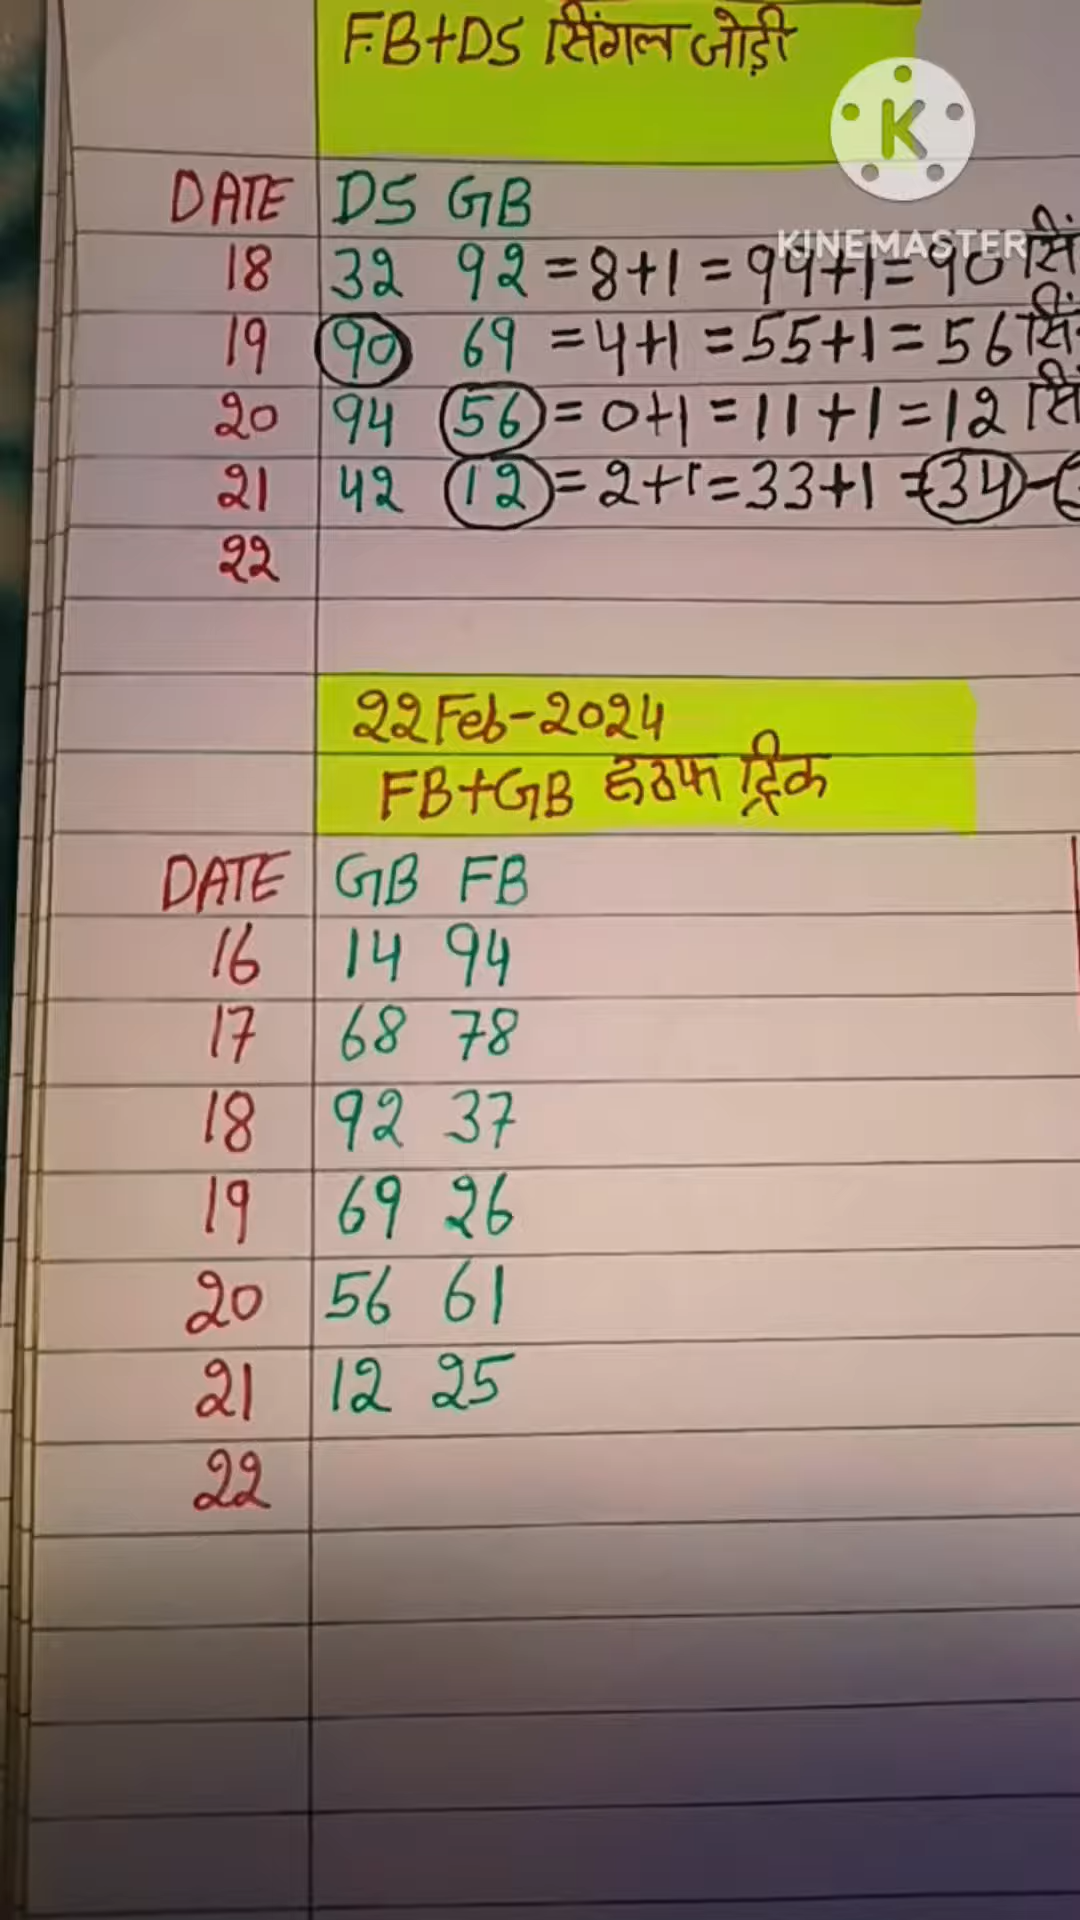 F.B+DS सिंगल जोड़ी
K
KINEMASTER
DATE DS GB
18 32 92 = 8+1 = 99+1 = 90 सिं
19 90 69 = 4+1 = 55+1 = 56 सिं
20 94 56 = 0+1 = 11+1 = 12 सिं
21 42 12 = 2+1 = 33+1 = 34 -
22
22 Feb-2024
FB+GB हरुफ ट्रिक
DATE GB FB
16 14 94
17 68 78
18 92 37
19 69 26
20 56 61
21 12 25
22